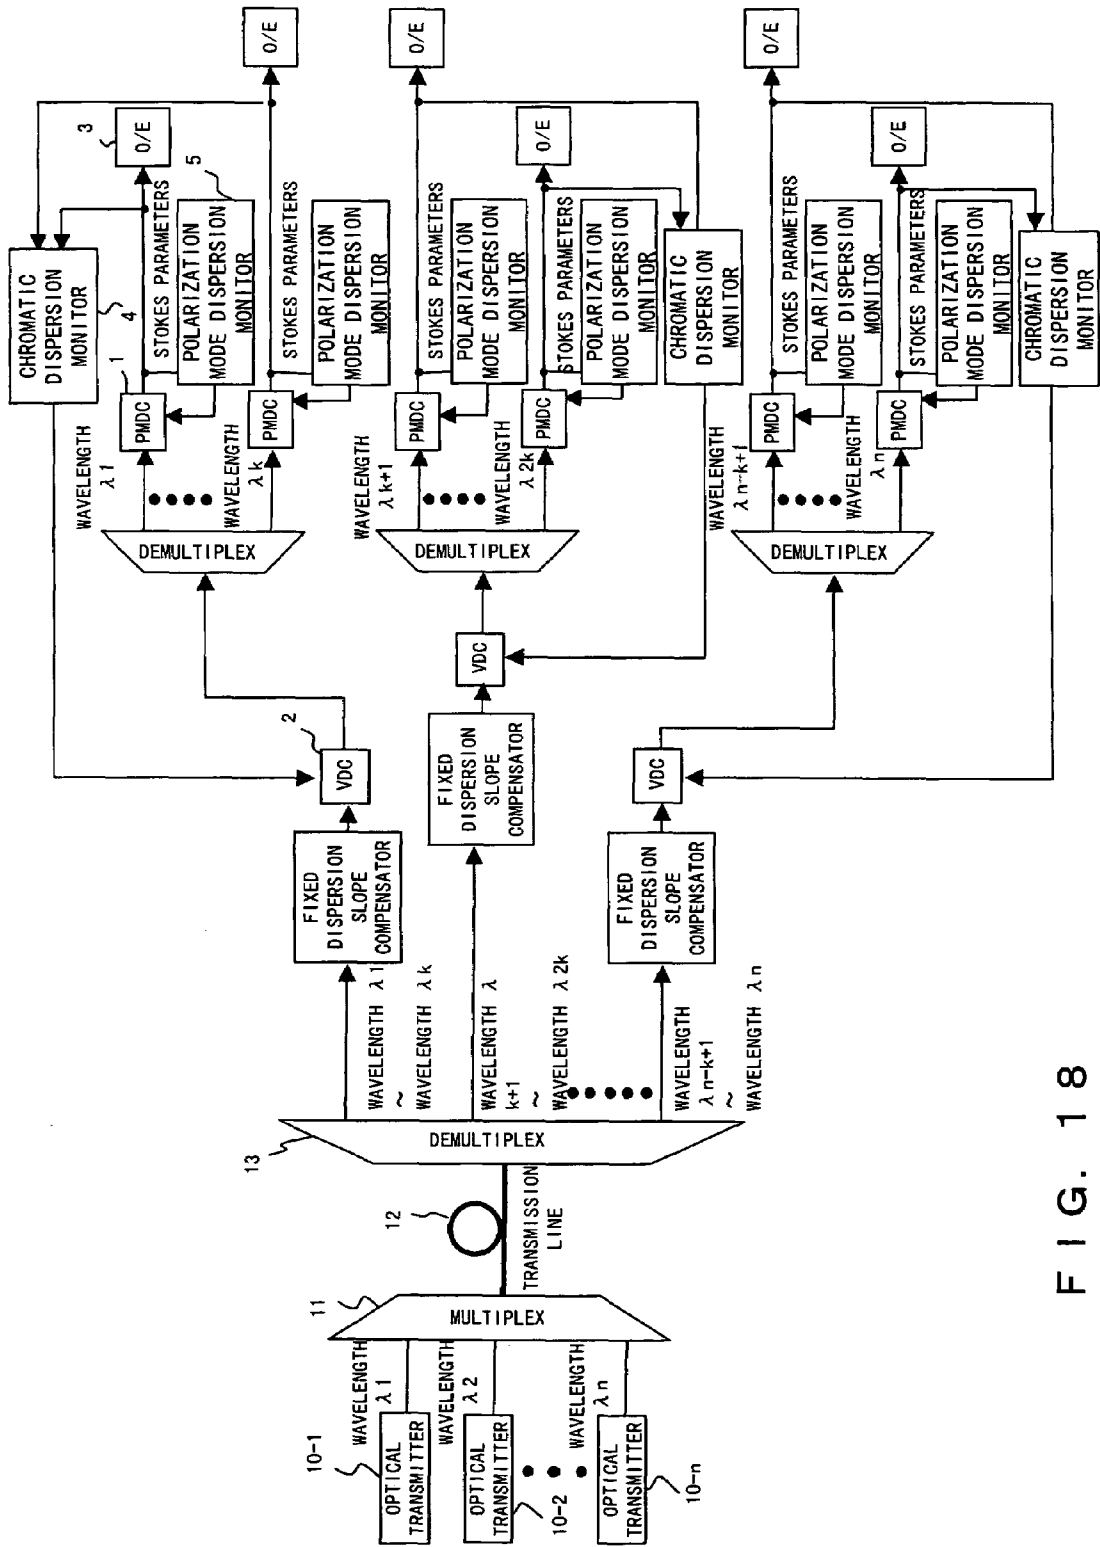 OPTICAL
TRANSMITTER
10-1
WAVELENGTH
λ1
OPTICAL
TRANSMITTER
10-2
WAVELENGTH
λ2
OPTICAL
TRANSMITTER
10-n
WAVELENGTH
λn
MULTIPLEX
11
12
TRANSMISSION
LINE
DEMULTIPLEX
13
WAVELENGTH λ1
~
WAVELENGTH λk
WAVELENGTH λ
k+1
~
WAVELENGTH λ2k
WAVELENGTH
λn-k+1
~
WAVELENGTH λn
FIXED
DISPERSION
SLOPE
COMPENSATOR
VDC
2
FIXED
DISPERSION
SLOPE
COMPENSATOR
VDC
FIXED
DISPERSION
SLOPE
COMPENSATOR
VDC
DEMULTIPLEX
WAVELENGTH
λ1
WAVELENGTH
λk
CHROMATIC
DISPERSION
MONITOR
4
PMDC
1
STOKES PARAMETERS
POLARIZATION
MODE DISPERSION
MONITOR
5
O/E
3
PMDC
STOKES PARAMETERS
POLARIZATION
MODE DISPERSION
MONITOR
O/E
DEMULTIPLEX
WAVELENGTH
λk+1
WAVELENGTH
λ2k
PMDC
STOKES PARAMETERS
POLARIZATION
MODE DISPERSION
MONITOR
O/E
PMDC
STOKES PARAMETERS
POLARIZATION
MODE DISPERSION
MONITOR
O/E
CHROMATIC
DISPERSION
MONITOR
DEMULTIPLEX
WAVELENGTH
λn-k+1
WAVELENGTH
λn
PMDC
STOKES PARAMETERS
POLARIZATION
MODE DISPERSION
MONITOR
O/E
PMDC
STOKES PARAMETERS
POLARIZATION
MODE DISPERSION
MONITOR
O/E
CHROMATIC
DISPERSION
MONITOR
FIG. 18